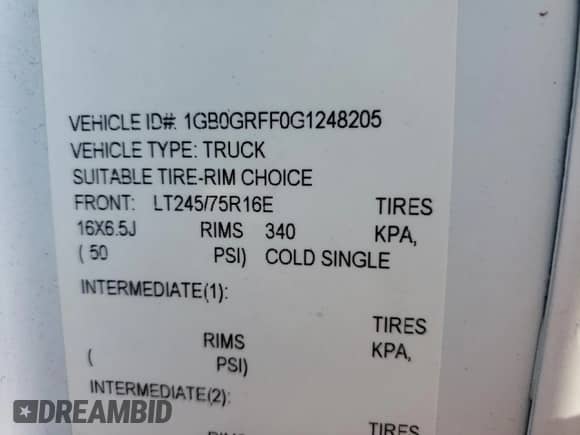 VEHICLE ID#: 1GB0GRFF0G1248205
VEHICLE TYPE: TRUCK
SUITABLE TIRE-RIM CHOICE
FRONT: LT245/75R16E TIRES
16X6.5J RIMS 340 KPA,
( 50 PSI) COLD SINGLE
INTERMEDIATE(1):
TIRES
RIMS KPA,
( PSI)
INTERMEDIATE(2):
TIRES
RIMS
DREAMBID